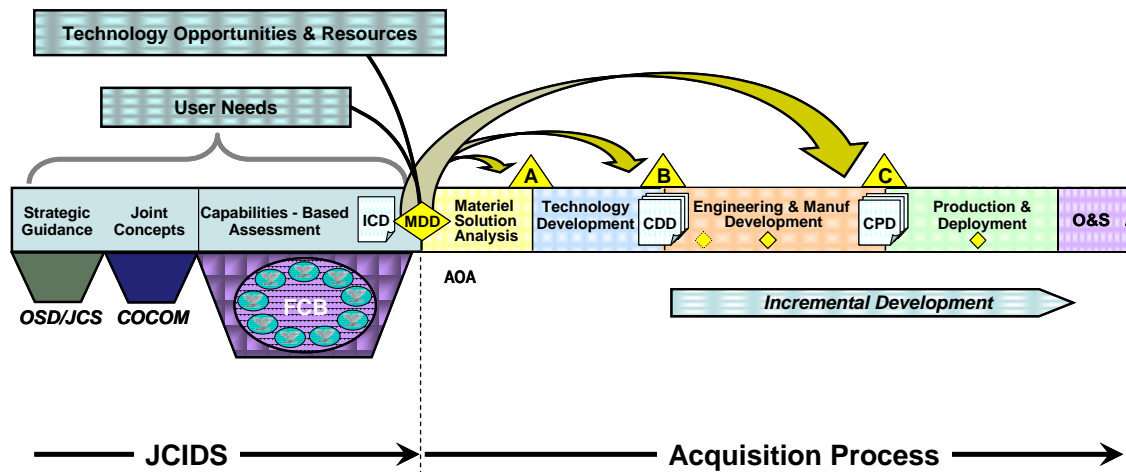 Technology Opportunities & Resources
User Needs
A
B
C
Strategic
Guidance
Joint
Concepts
Capabilities - Based
Assessment
ICD
MDD
Materiel
Solution
Analysis
Technology
Development
CDD
Engineering & Manuf
Development
CPD
Production &
Deployment
O&S
OSD/JCS
COCOM
FCB
AOA
Incremental Development
JCIDS
Acquisition Process